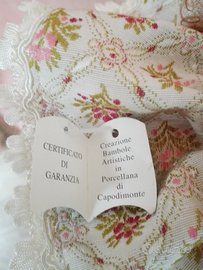 CERTIFICATO
DI
GARANZIA
Creazione
Bambole
Artistiche
in
Porcellana
di
Capodimonte